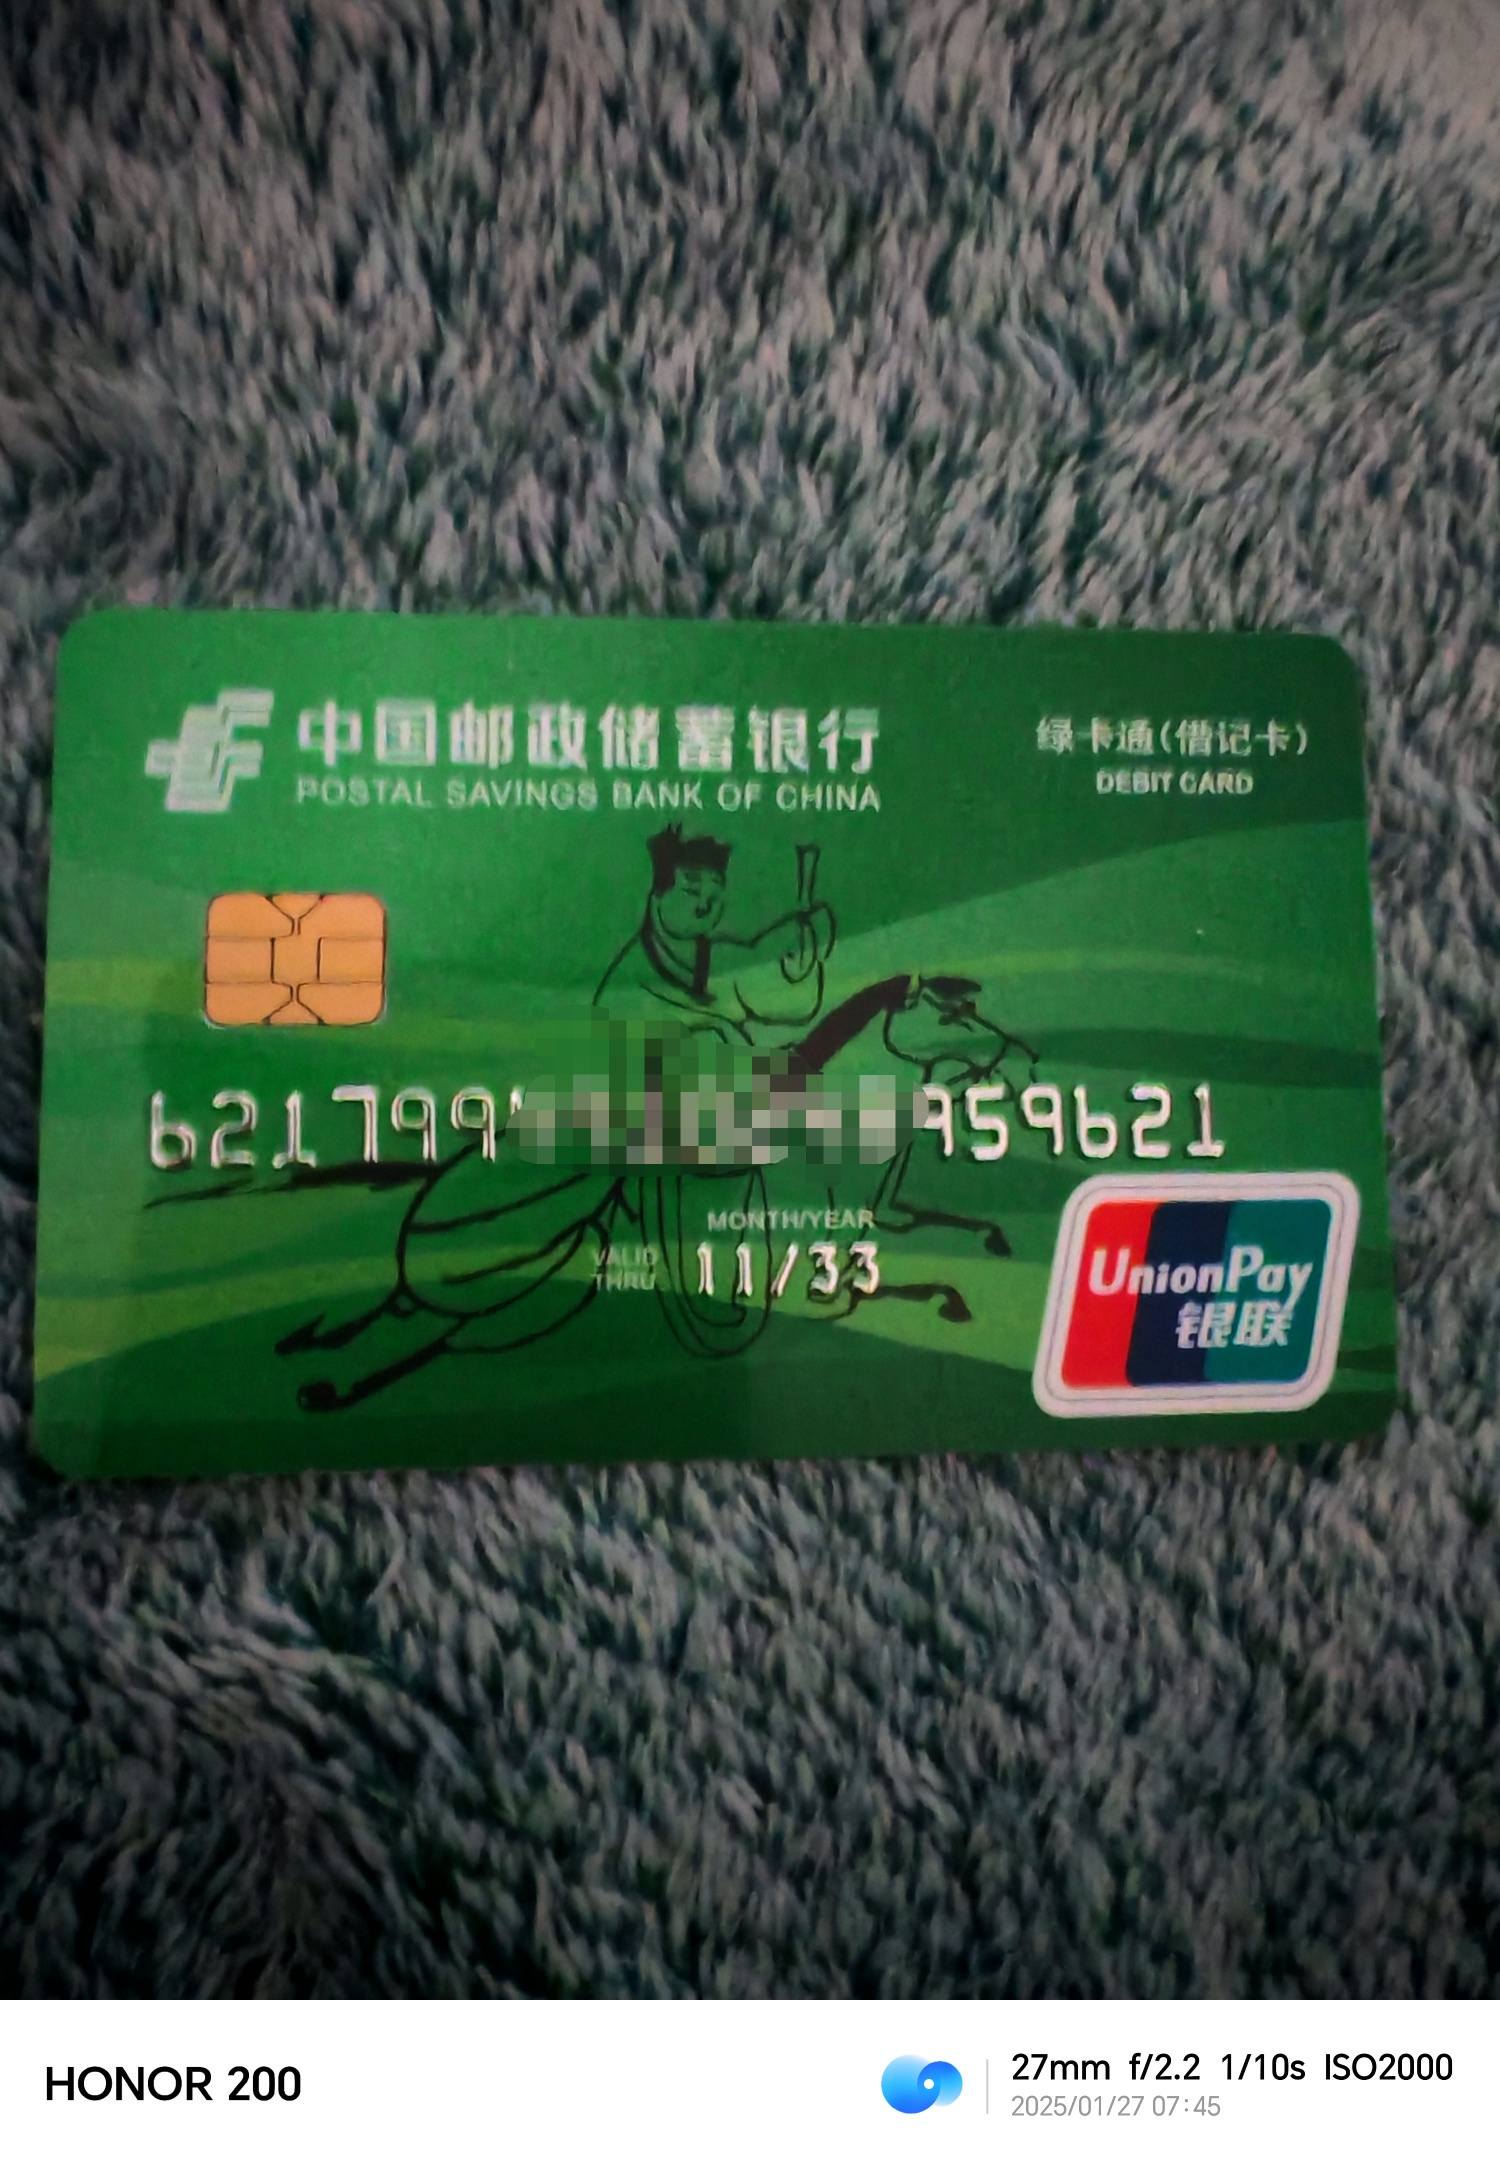 中国邮政储蓄银行
POSTAL SAVINGS BANK OF CHINA
绿卡通(借记卡)
DEBIT CARD
621799 959621
MONTH/YEAR
VALID THRU 11/33
UnionPay
银联
HONOR 200
27mm f/2.2 1/10s ISO2000
2025/01/27 07:45